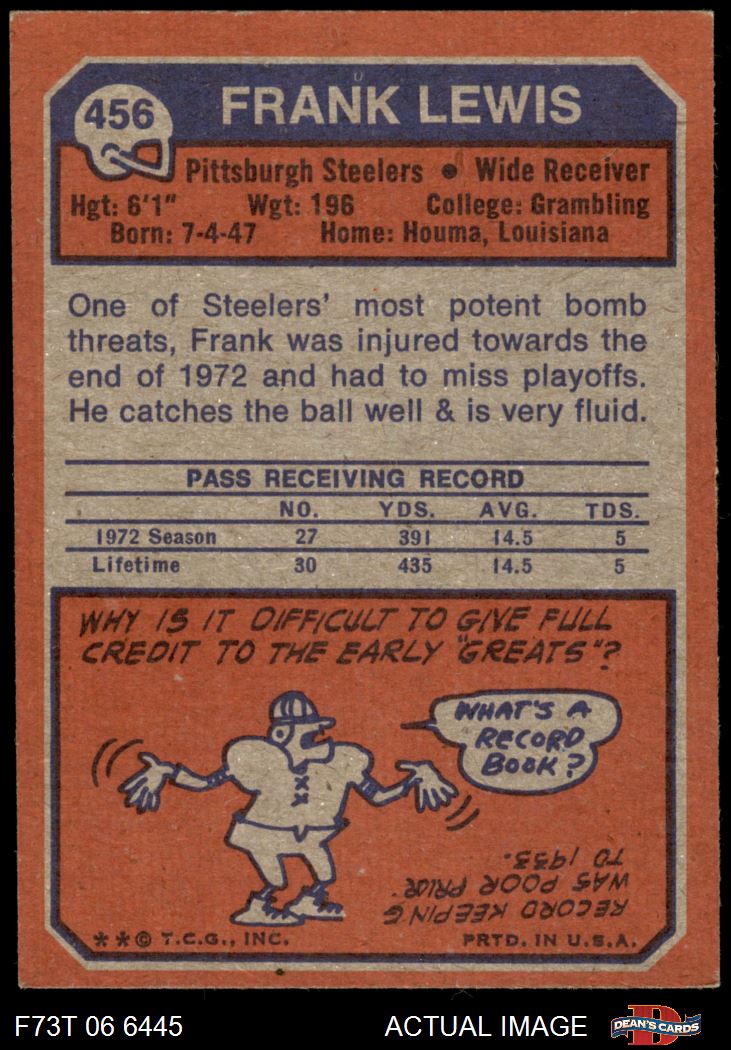 456
FRANK LEWIS
Pittsburgh Steelers • Wide Receiver
Hgt: 6'1" Wgt: 196 College: Grambling
Born: 7-4-47 Home: Houma, Louisiana
One of Steelers' most potent bomb
threats, Frank was injured towards the
end of 1972 and had to miss playoffs.
He catches the ball well & is very fluid.
PASS RECEIVING RECORD
NO. YDS. AVG. TDS.
1972 Season 27 391 14.5 5
Lifetime 30 435 14.5 5
WHY IS IT DIFFICULT TO GIVE FULL
CREDIT TO THE EARLY "GREATS"?
WHAT'S A
RECORD
BOOK?
RECORD KEEPING
WAS POOR PRIOR
TO 1933.
**© T.C.G., INC. PRTD. IN U.S.A.
F73T 06 6445 ACTUAL IMAGE
D
DEAN'S CARDS